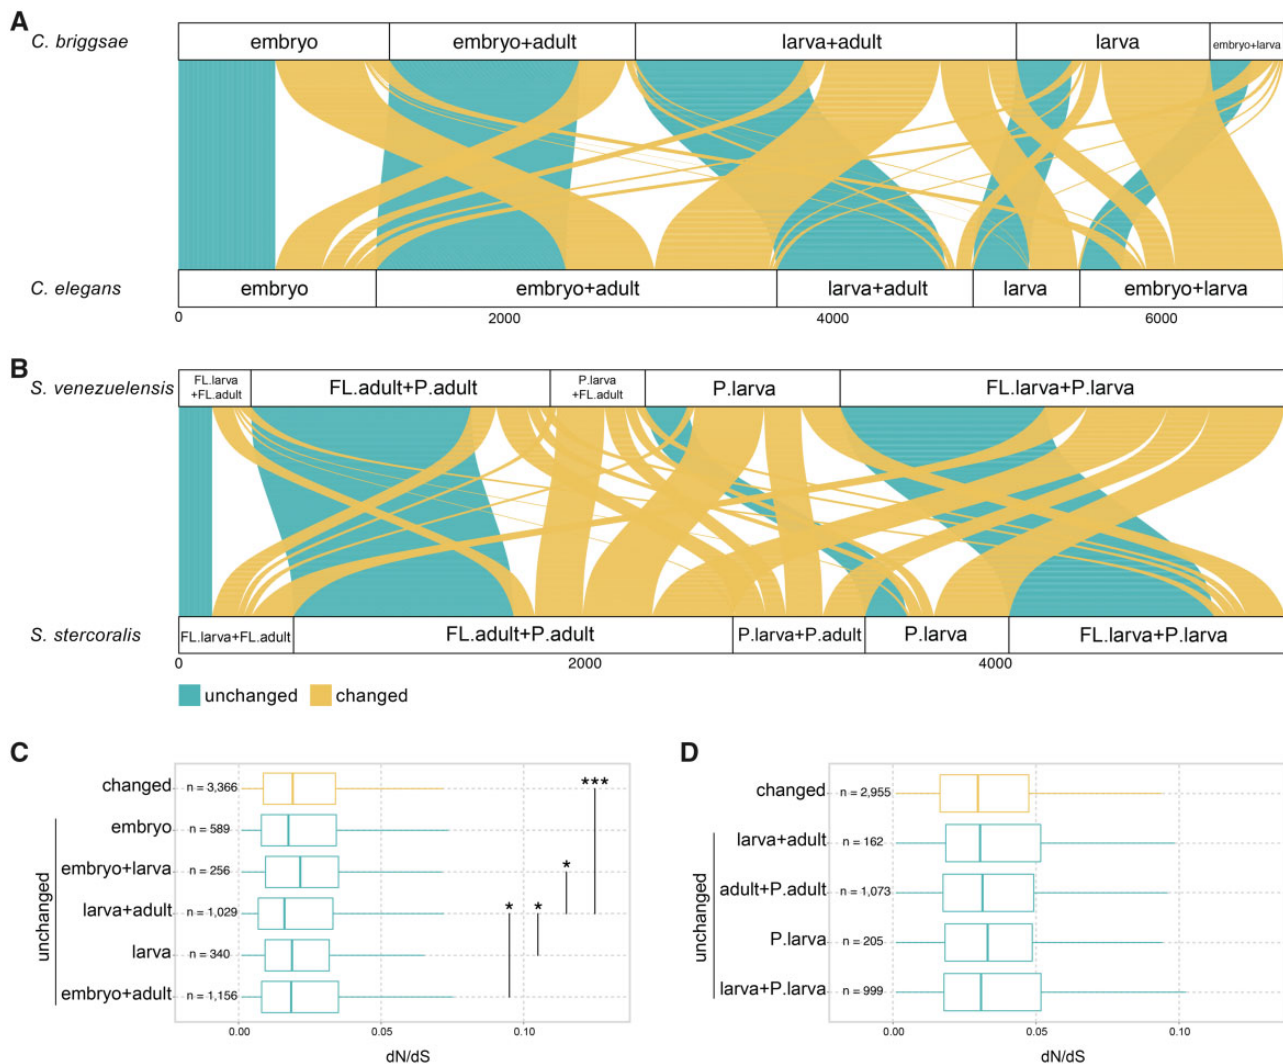 A
C. briggsae
embryo
embryo+adult
larva+adult
larva
embryo+larva
C. elegans
embryo
embryo+adult
larva+adult
larva
embryo+larva
0
2000
4000
6000
B
S. venezuelensis
FL.larva
+FL.adult
FL.adult+P.adult
P.larva
+FL.adult
P.larva
FL.larva+P.larva
S. stercoralis
FL.larva+FL.adult
FL.adult+P.adult
P.larva+P.adult
P.larva
FL.larva+P.larva
0
2000
4000
unchanged
changed
C
changed
n = 3,366
***
unchanged
embryo
n = 589
embryo+larva
n = 256
*
larva+adult
n = 1,029
*
*
larva
n = 340
embryo+adult
n = 1,156
0.00
0.05
0.10
dN/dS
D
changed
n = 2,955
unchanged
larva+adult
n = 162
adult+P.adult
n = 1,073
P.larva
n = 205
larva+P.larva
n = 999
0.00
0.05
0.10
dN/dS